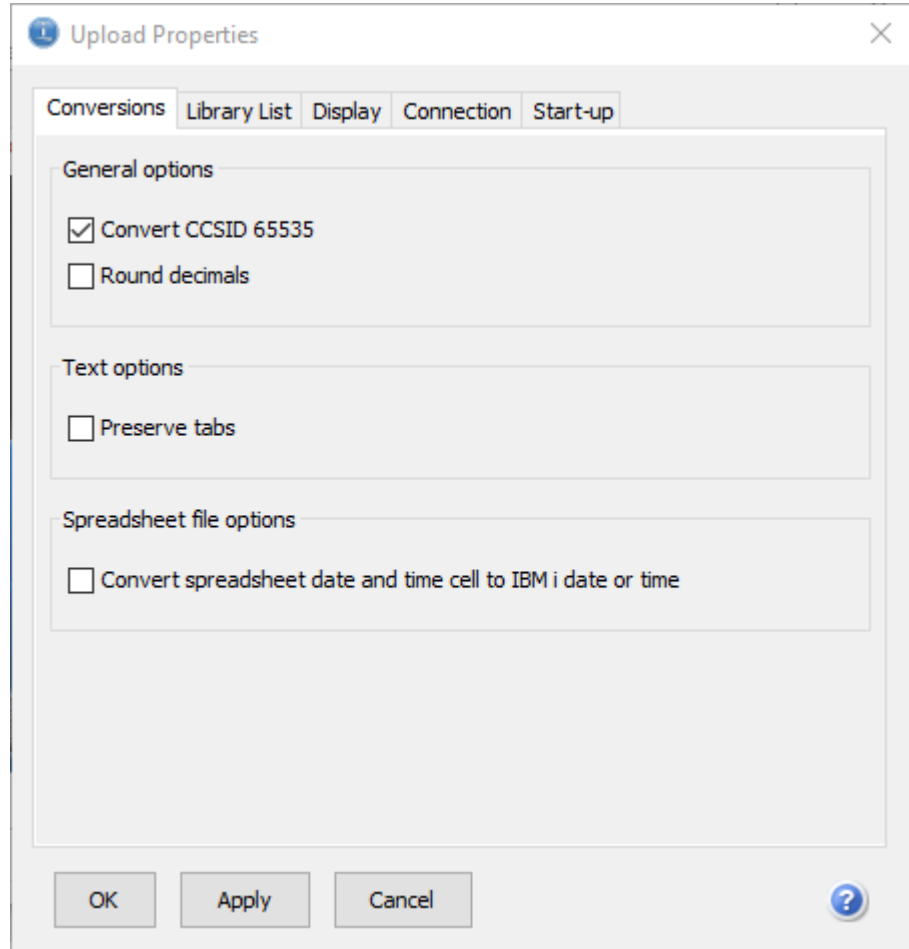 Upload Properties
Conversions Library List Display Connection Start-up
General options
Convert CCSID 65535
Round decimals
Text options
Preserve tabs
Spreadsheet file options
Convert spreadsheet date and time cell to IBM i date or time
OK Apply Cancel ?